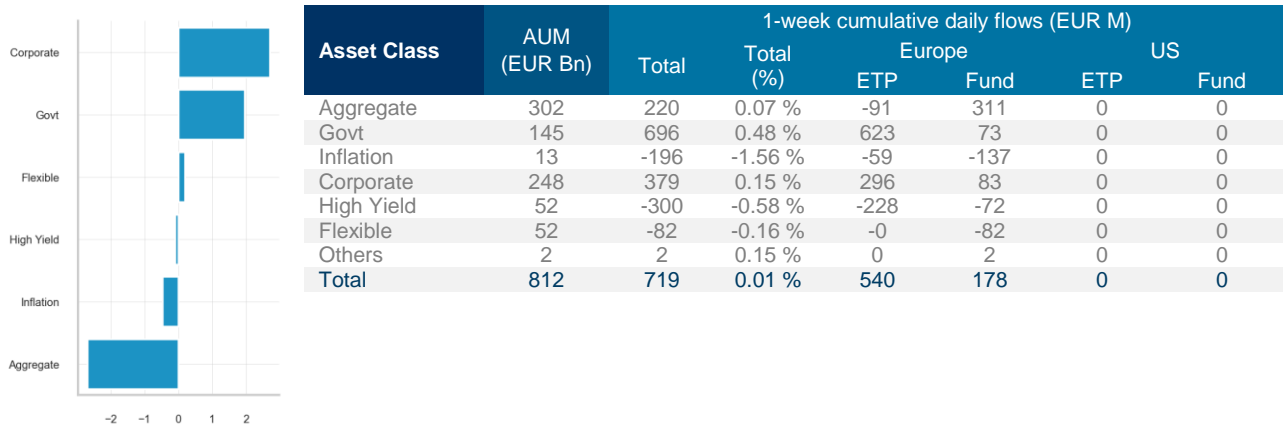 Corporate
Govt
Flexible
High Yield
Inflation
Aggregate
−2 −1 0 1 2
1-week cumulative daily flows (EUR M)
Asset Class AUM (EUR Bn) Total Total (%) Europe US
ETP Fund ETP Fund
Aggregate 302 220 0.07 % -91 311 0 0
Govt 145 696 0.48 % 623 73 0 0
Inflation 13 -196 -1.56 % -59 -137 0 0
Corporate 248 379 0.15 % 296 83 0 0
High Yield 52 -300 -0.58 % -228 -72 0 0
Flexible 52 -82 -0.16 % -0 -82 0 0
Others 2 2 0.15 % 0 2 0 0
Total 812 719 0.01 % 540 178 0 0